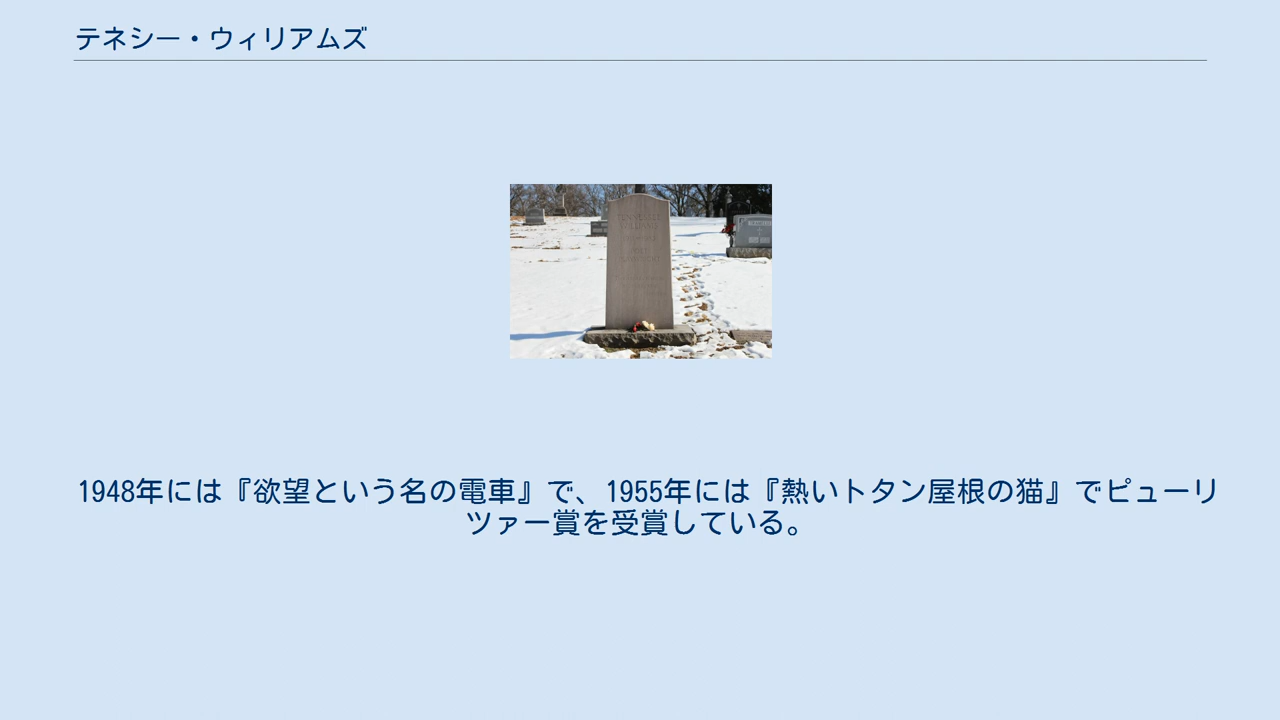 テネシー・ウィリアムズ
1948年には『欲望という名の電車』で、1955年には『熱いトタン屋根の猫』でピューリ
ツァー賞を受賞している。